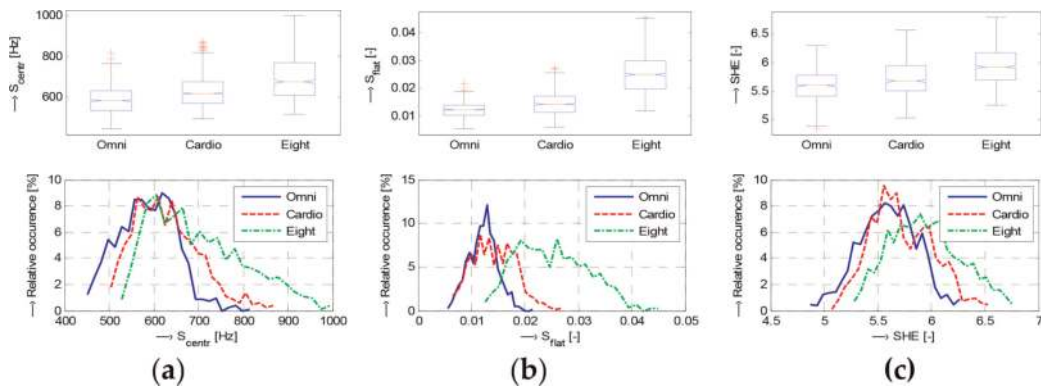 ⟶ S_centr [Hz]
1000
800
600
Omni Cardio Eight
⟶ S_flat [-]
0.04
0.03
0.02
0.01
Omni Cardio Eight
⟶ SHE [-]
6.5
6
5.5
5
Omni Cardio Eight
⟶ Relative occurence [%]
10
8
6
4
2
0
Omni
Cardio
Eight
400 500 600 700 800 900 1000
⟶ S_centr [Hz]
⟶ Relative occurence [%]
15
10
5
0
Omni
Cardio
Eight
0 0.01 0.02 0.03 0.04 0.05
⟶ S_flat [-]
⟶ Relative occurence [%]
10
8
6
4
2
0
Omni
Cardio
Eight
4.5 5 5.5 6 6.5 7
⟶ SHE [-]
(a) (b) (c)